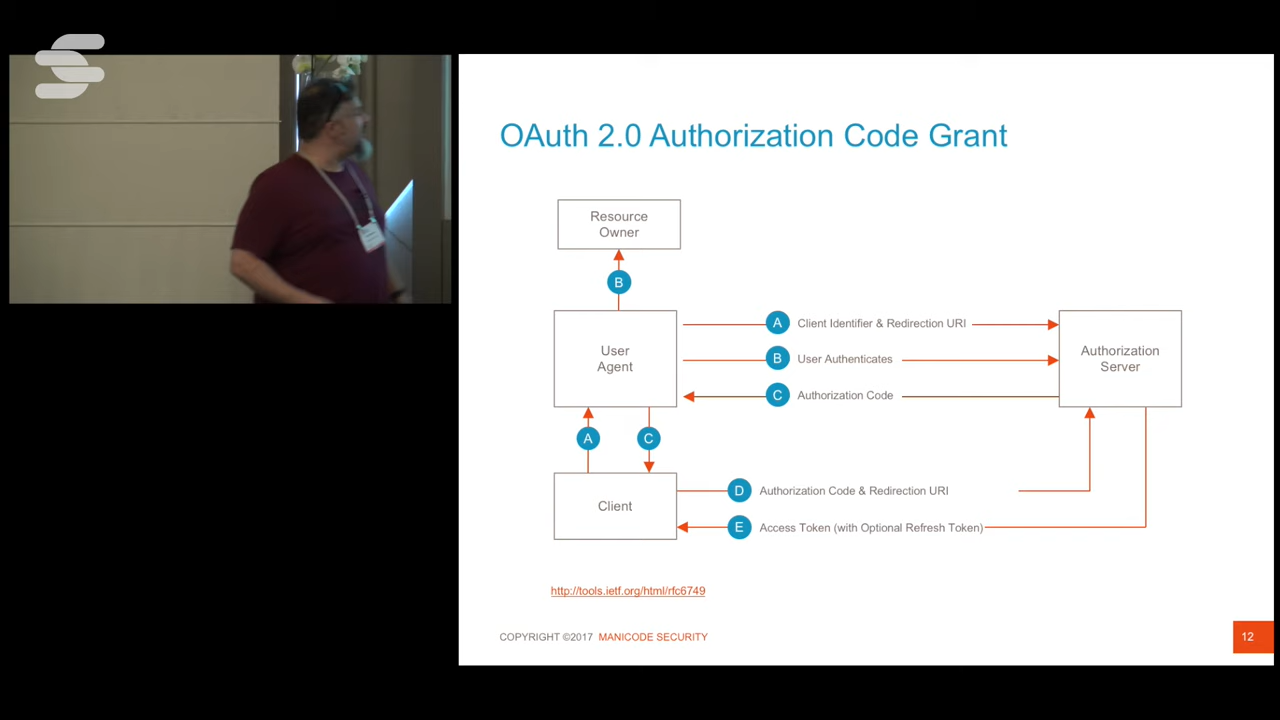 OAuth 2.0 Authorization Code Grant
Resource
Owner
B
User
Agent
A Client Identifier & Redirection URI
B User Authenticates
C Authorization Code
Authorization
Server
A
C
Client
D Authorization Code & Redirection URI
E Access Token (with Optional Refresh Token)
http://tools.ietf.org/html/rfc6749
COPYRIGHT ©2017 MANICODE SECURITY
12